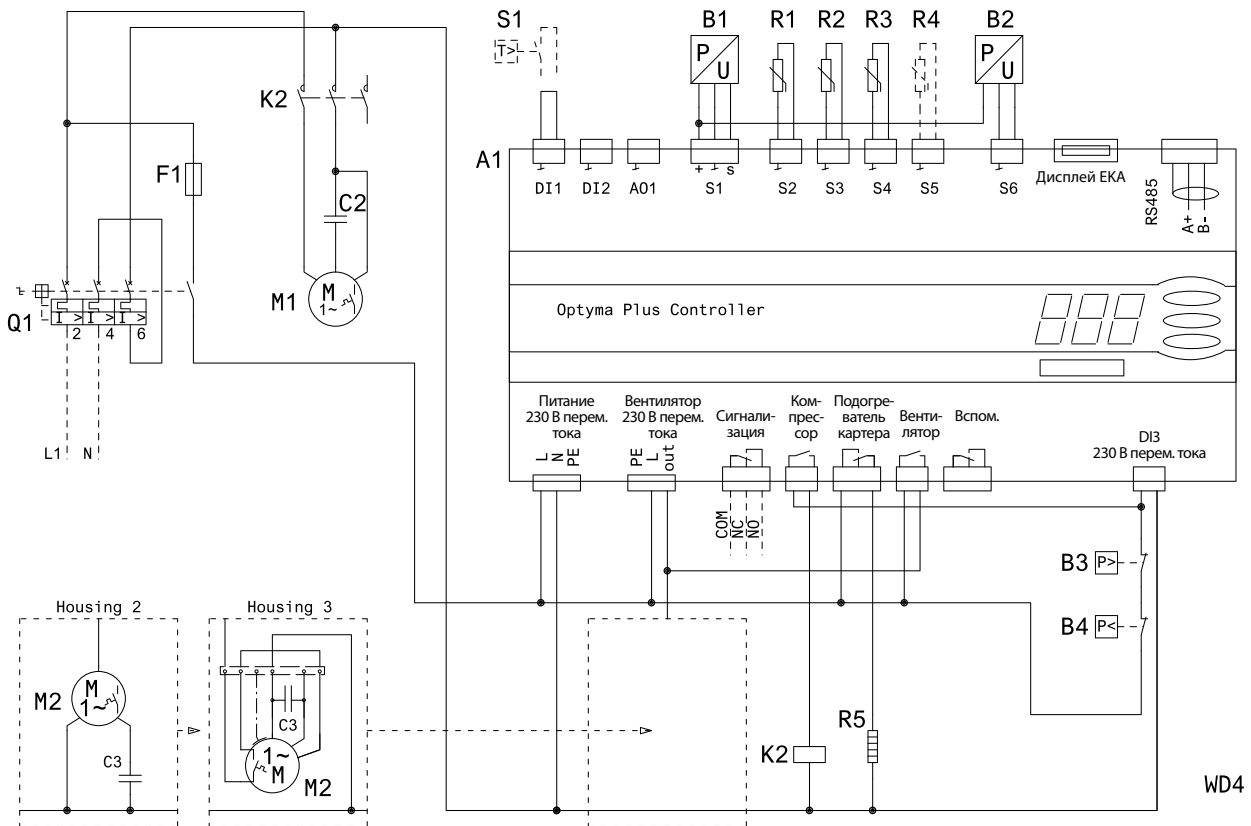 S1
B1
R1
R2
R3
R4
B2
T>
P
U
P
U
K2
A1
F1
C2
+
s
DI1
DI2
AO1
S1
S2
S3
S4
S5
S6
Дисплей EKA
RS485
A+
B-
M
1~
M1
Optyma Plus Controller
Q1
I >
I >
I >
2
4
6
L1
N
Питание
230 В перем.
тока
L
N
PE
Вентилятор
230 В перем.
тока
PE
L
out
Сигнали-
зация
Ком-
прес-
сор
Подогре-
ватель
картера
Венти-
лятор
Вспом.
DI3
230 В перем. тока
COM
NC
NO
B3
P>
B4
P<
Housing 2
Housing 3
M2
M
1~
C3
C3
1~
M
M2
R5
K2
WD4